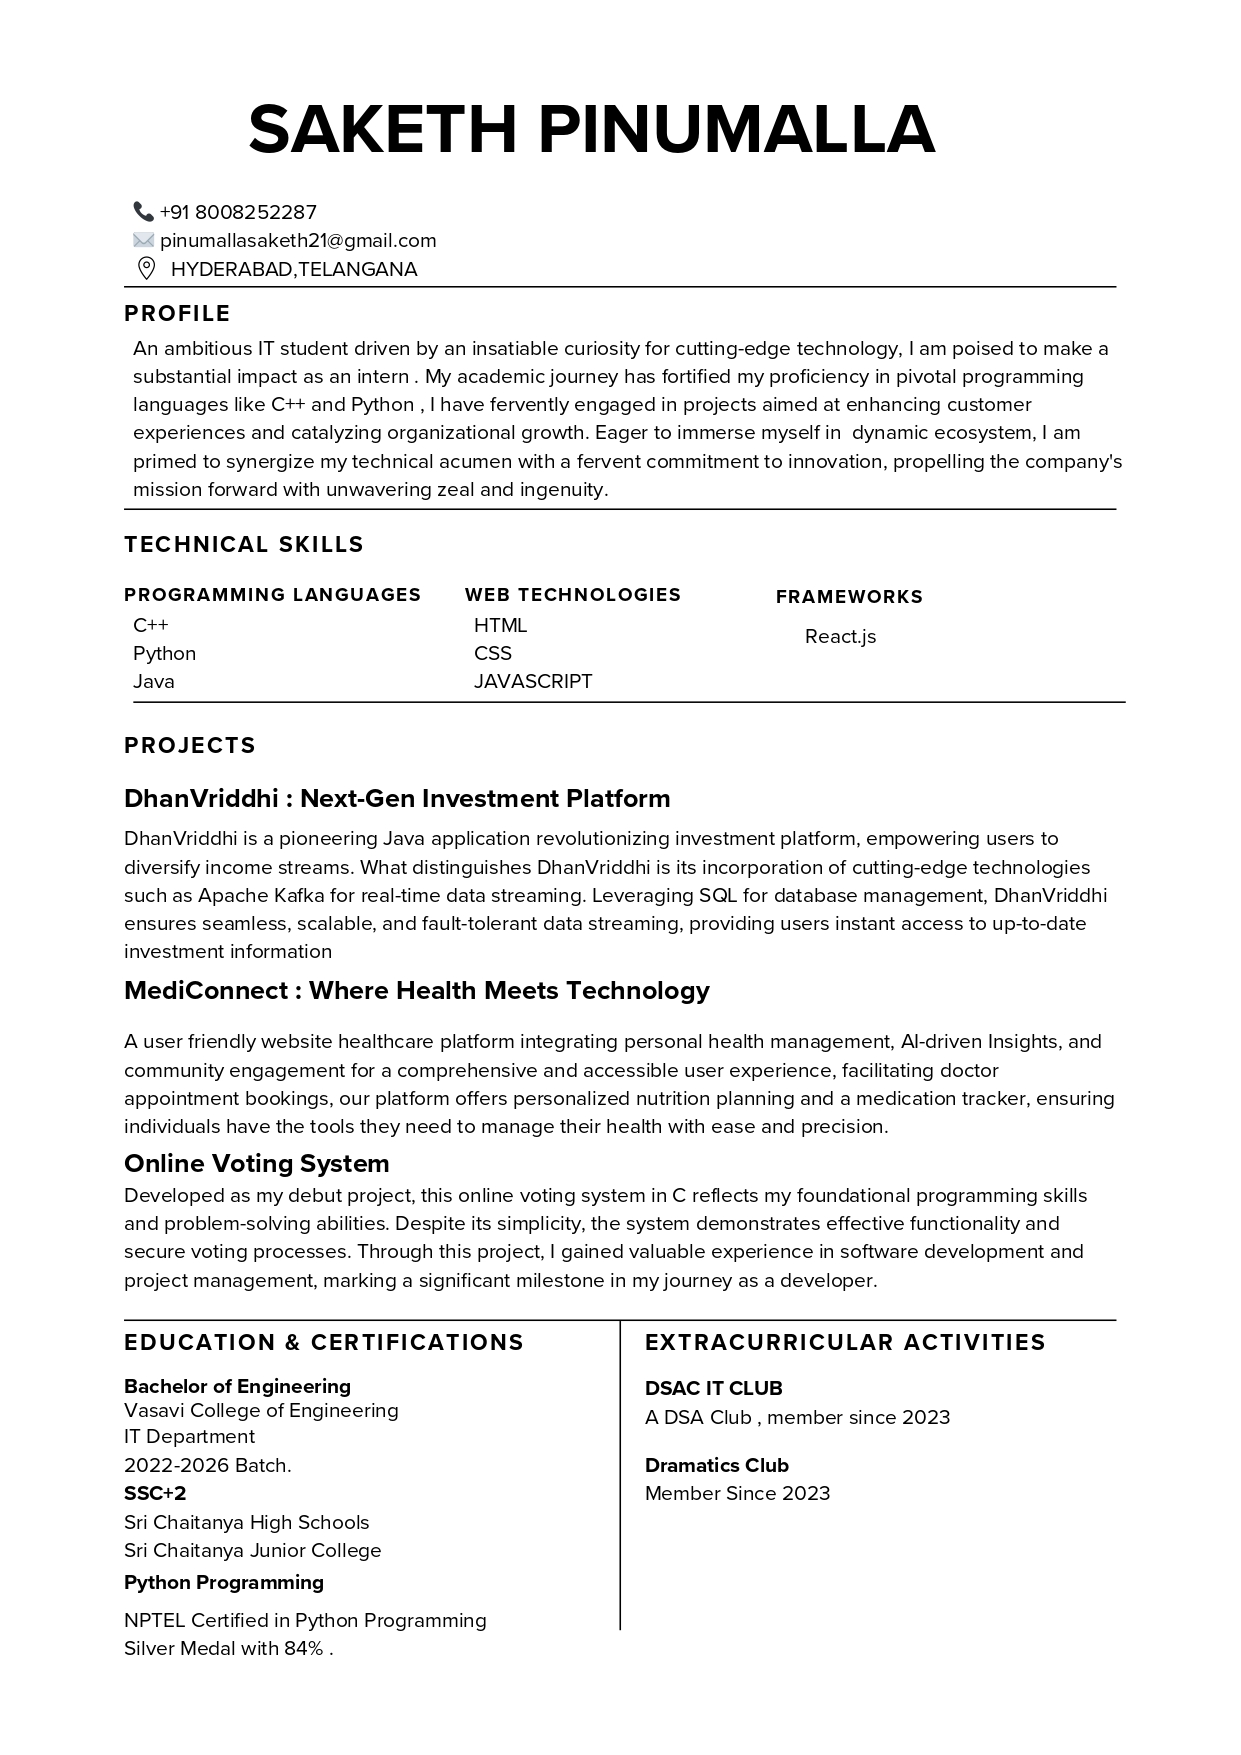 SAKETH PINUMALLA
+91 8008252287
pinumallasaketh21@gmail.com
HYDERABAD,TELANGANA
PROFILE
An ambitious IT student driven by an insatiable curiosity for cutting-edge technology, I am poised to make a
substantial impact as an intern . My academic journey has fortified my proficiency in pivotal programming
languages like C++ and Python , I have fervently engaged in projects aimed at enhancing customer
experiences and catalyzing organizational growth. Eager to immerse myself in  dynamic ecosystem, I am
primed to synergize my technical acumen with a fervent commitment to innovation, propelling the company's
mission forward with unwavering zeal and ingenuity.
TECHNICAL SKILLS
PROGRAMMING LANGUAGES
C++
Python
Java
WEB TECHNOLOGIES
HTML
CSS
JAVASCRIPT
FRAMEWORKS
React.js
PROJECTS
DhanVriddhi : Next-Gen Investment Platform
DhanVriddhi is a pioneering Java application revolutionizing investment platform, empowering users to
diversify income streams. What distinguishes DhanVriddhi is its incorporation of cutting-edge technologies
such as Apache Kafka for real-time data streaming. Leveraging SQL for database management, DhanVriddhi
ensures seamless, scalable, and fault-tolerant data streaming, providing users instant access to up-to-date
investment information
MediConnect : Where Health Meets Technology
A user friendly website healthcare platform integrating personal health management, AI-driven Insights, and
community engagement for a comprehensive and accessible user experience, facilitating doctor
appointment bookings, our platform offers personalized nutrition planning and a medication tracker, ensuring
individuals have the tools they need to manage their health with ease and precision.
Online Voting System
Developed as my debut project, this online voting system in C reflects my foundational programming skills
and problem-solving abilities. Despite its simplicity, the system demonstrates effective functionality and
secure voting processes. Through this project, I gained valuable experience in software development and
project management, marking a significant milestone in my journey as a developer.
EDUCATION & CERTIFICATIONS
Bachelor of Engineering
Vasavi College of Engineering
IT Department
2022-2026 Batch.
SSC+2
Sri Chaitanya High Schools
Sri Chaitanya Junior College
Python Programming
NPTEL Certified in Python Programming
Silver Medal with 84% .
EXTRACURRICULAR ACTIVITIES
DSAC IT CLUB
A DSA Club , member since 2023
Dramatics Club
Member Since 2023